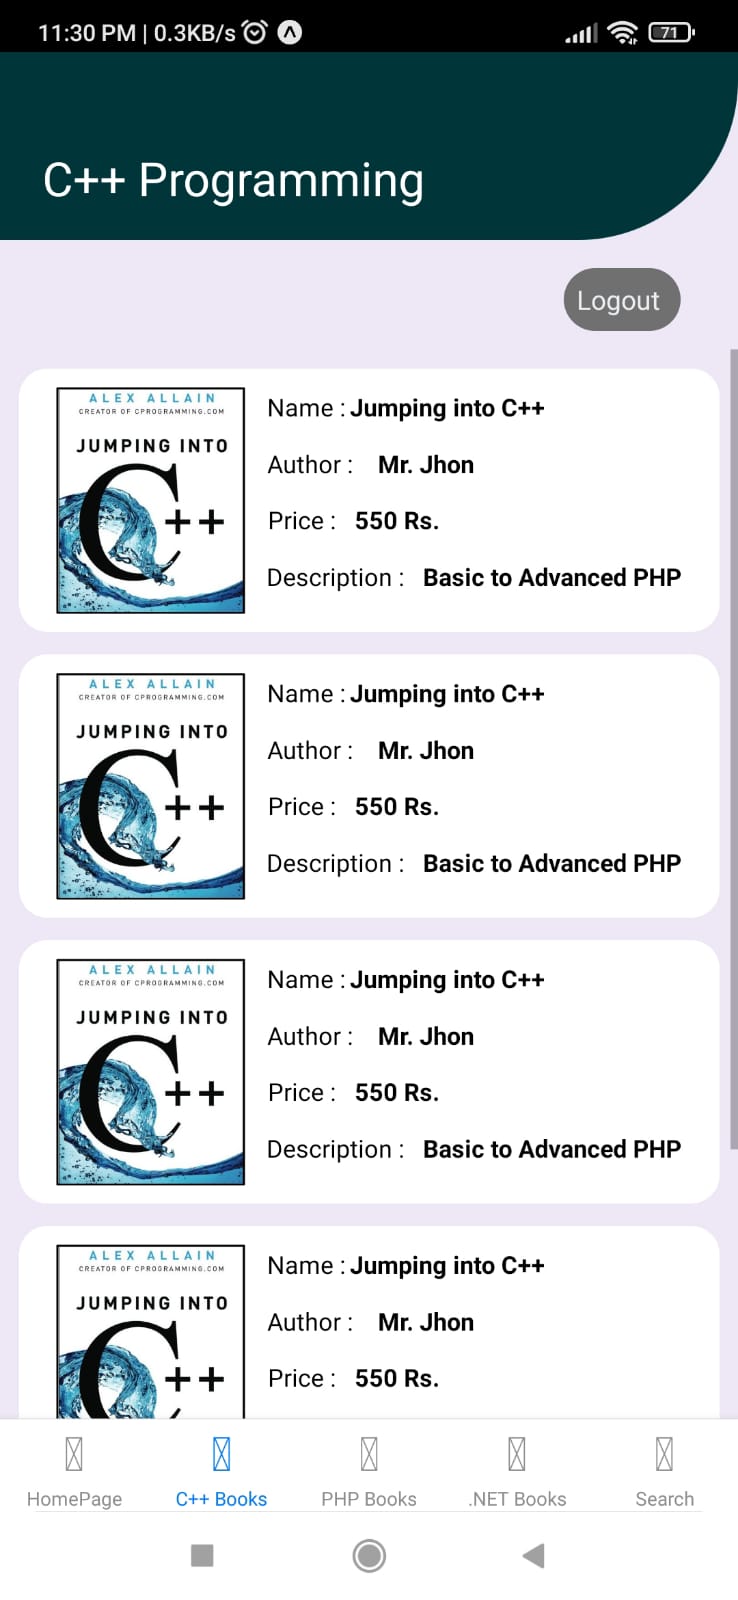 11:30 PM | 0.3KB/s
71
C++ Programming
Logout
ALEX ALLAIN
CREATOR OF CPROGRAMMING.COM
JUMPING INTO
C++
Name : Jumping into C++
Author : Mr. Jhon
Price : 550 Rs.
Description : Basic to Advanced PHP
ALEX ALLAIN
CREATOR OF CPROGRAMMING.COM
JUMPING INTO
C++
Name : Jumping into C++
Author : Mr. Jhon
Price : 550 Rs.
Description : Basic to Advanced PHP
ALEX ALLAIN
CREATOR OF CPROGRAMMING.COM
JUMPING INTO
C++
Name : Jumping into C++
Author : Mr. Jhon
Price : 550 Rs.
Description : Basic to Advanced PHP
ALEX ALLAIN
CREATOR OF CPROGRAMMING.COM
JUMPING INTO
C++
Name : Jumping into C++
Author : Mr. Jhon
Price : 550 Rs.
HomePage
C++ Books
PHP Books
.NET Books
Search